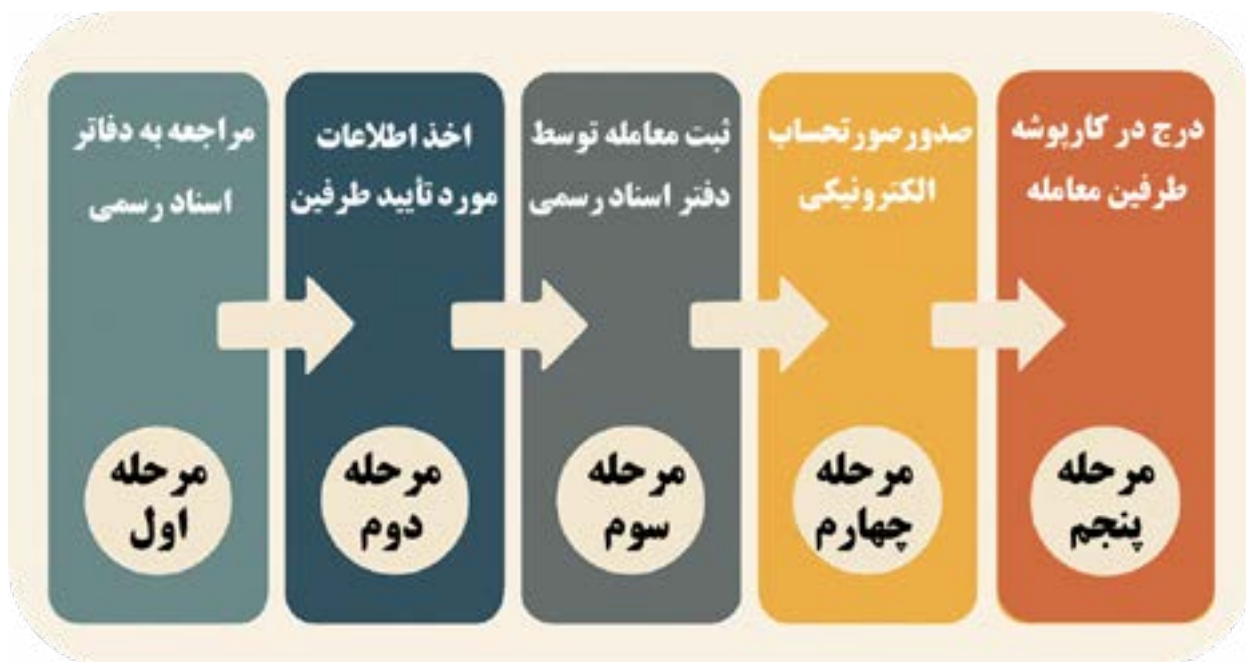 مراجعه به دفاتر
اسناد رسمی
مرحله
اول
اخذ اطلاعات
مورد تأیید طرفین
مرحله
دوم
ثبت معامله توسط
دفتر اسناد رسمی
مرحله
سوم
صدور صورتحساب
الکترونیکی
مرحله
چهارم
درج در کارپوشه
طرفین معامله
مرحله
پنجم